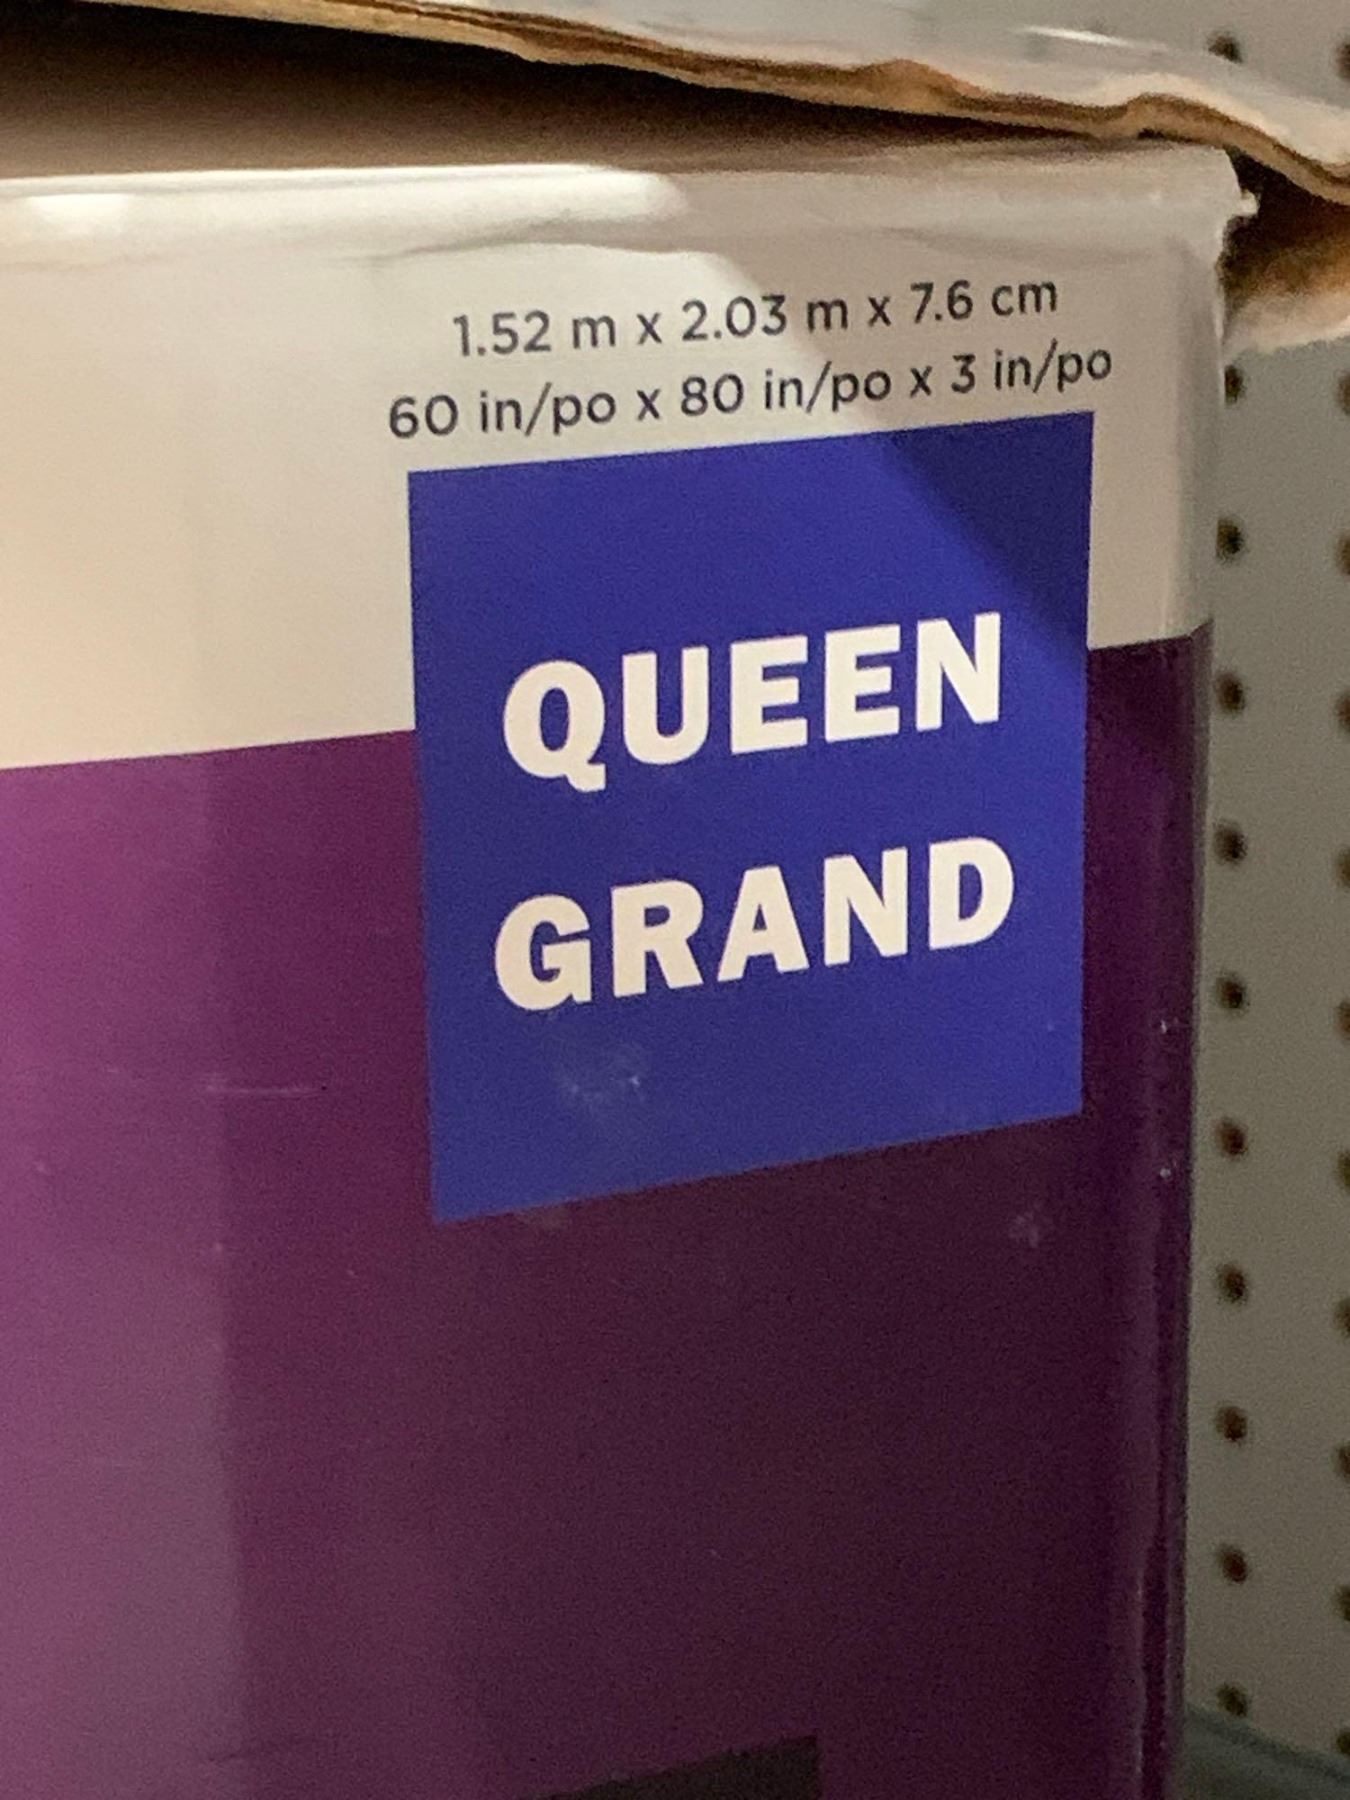 1.52 m x 2.03 m x 7.6 cm
60 in/po x 80 in/po x 3 in/po
QUEEN
GRAND